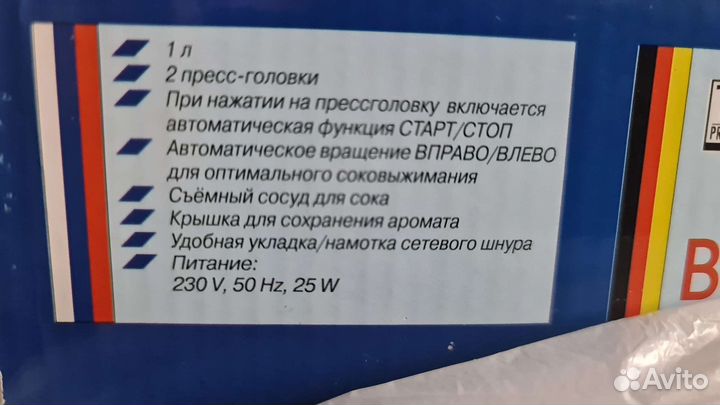 1 л
2 пресс-головки
При нажатии на прессголовку включается
автоматическая функция СТАРТ/СТОП
Автоматическое вращение ВПРАВО/ВЛЕВО
для оптимального соковыжимания
Съёмный сосуд для сока
Крышка для сохранения аромата
Удобная укладка/намотка сетевого шнура
Питание:
230 V, 50 Hz, 25 W
B
Avito